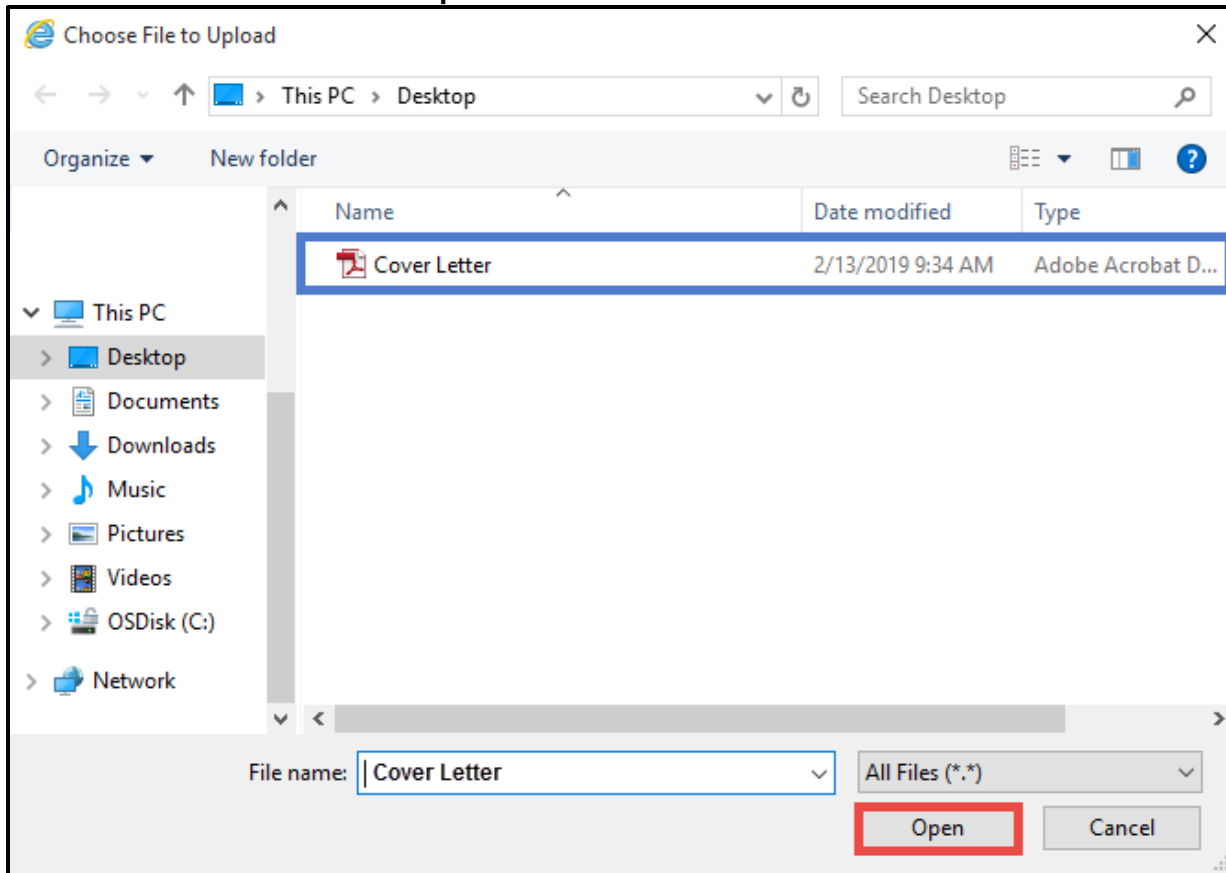 Choose File to Upload
This PC > Desktop
Search Desktop
Organize
New folder
Name
Date modified
Type
Cover Letter 2/13/2019 9:34 AM Adobe Acrobat D...
This PC
Desktop
Documents
Downloads
Music
Pictures
Videos
OSDisk (C:)
Network
File name: Cover Letter
All Files (*.*)
Open
Cancel